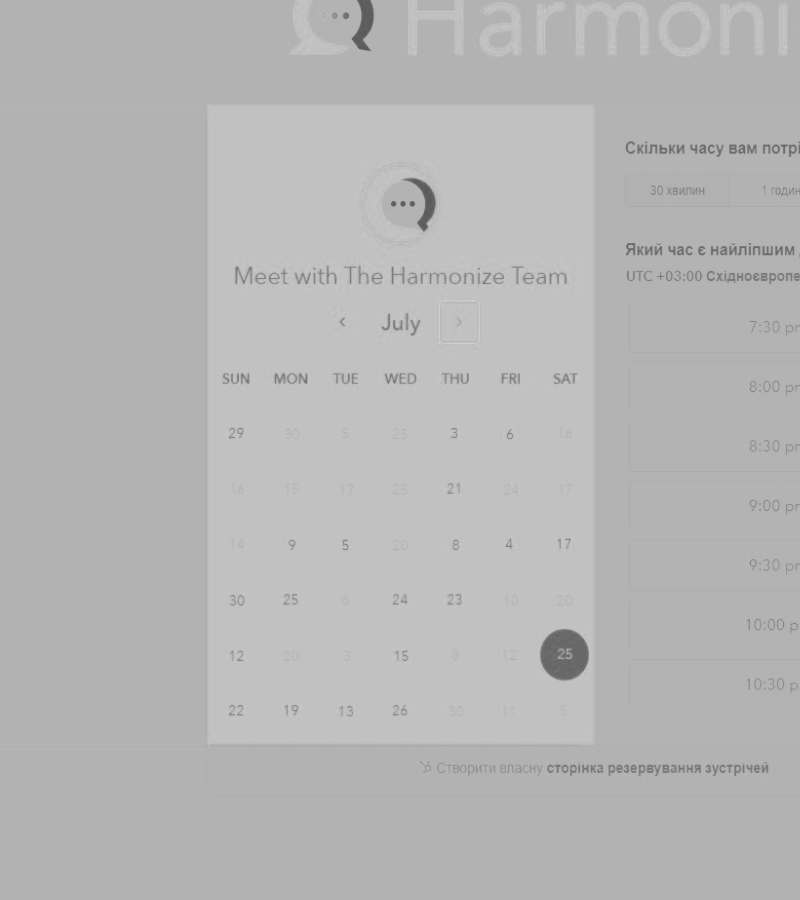 Harmoni
Meet with The Harmonize Team
July
SUN MON TUE WED THU FRI SAT
29 30 5 25 3 6 16
16 15 17 25 21 24 17
14 9 5 20 8 4 17
30 25 6 24 23 10 20
12 20 3 15 8 12 25
22 19 13 26 30 11 5
Скільки часу вам потрі
30 хвилин 1 годин
Який час є найліпшим
UTC +03:00 Східноєвропе
7:30 pr
8:00 pr
8:30 pr
9:00 pr
9:30 pr
10:00 p
10:30 p
Створити власну сторінка резервування зустрічей